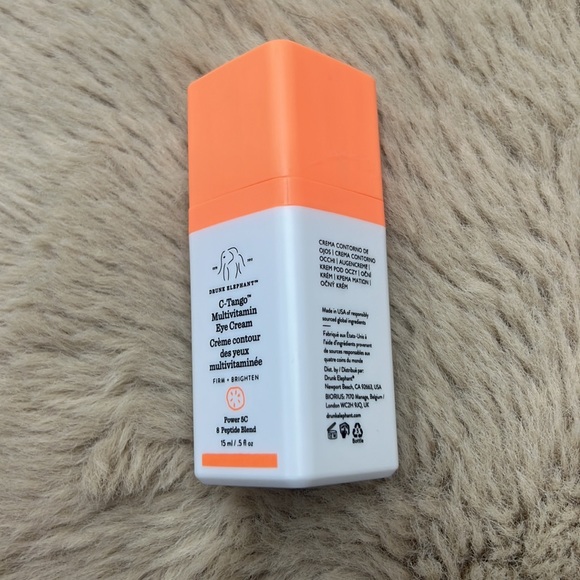 DRUNK ELEPHANT™
C-Tango™
Multivitamin
Eye Cream
Crème contour
des yeux
multivitaminée
FIRM + BRIGHTEN
Power 5C
8 Peptide Blend
15 ml / .5 fl oz
CREMA CONTORNO DE
OJOS | CREMA CONTORNO
OCCHI | AUGENCREME |
KREM POD OCZY | OČNÉ
KRÉM | KPEMA MATION |
OČNÝ KRÉM
Made in USA of responsibly
sourced global ingredients
Fabriqué aux États-Unis à
l'aide d'ingrédients provenant
de sources responsables aux
quatre coins du monde
Dist. by / Distribué par:
Drunk Elephant®
Newport Beach, CA 92663, USA
BIORIUS: 7170 Manage, Belgium /
London WC2H 9JQ, UK
drunkelephant.com
Bottle